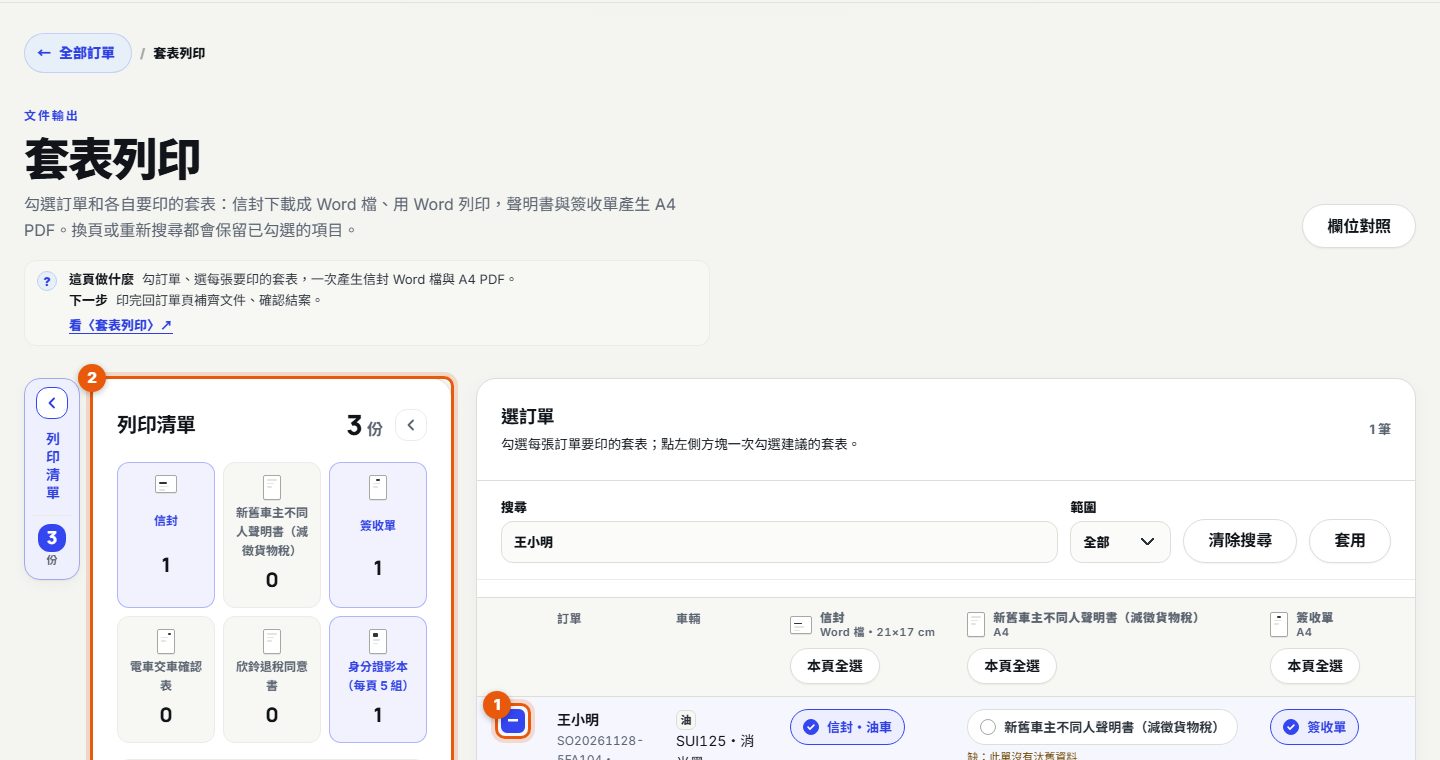 ← 全部訂單 / 套表列印
文件輸出
套表列印
勾選訂單和各自要印的套表：信封下載成 Word 檔、用 Word 列印，聲明書與簽收單產生 A4
PDF。換頁或重新搜尋都會保留已勾選的項目。
欄位對照
? 這頁做什麼 勾訂單、選每張要印的套表，一次產生信封 Word 檔與 A4 PDF。
下一步 印完回訂單頁補齊文件、確認結案。
看〈套表列印〉↗
列印清單
3
份
2
列印清單
3 份
信封
1
新舊車主不同
人聲明書（減
徵貨物稅）
0
簽收單
1
電車交車確認
表
0
欣鈴退稅同意
書
0
身分證影本
（每頁 5 組）
1
選訂單
勾選每張訂單要印的套表；點左側方塊一次勾選建議的套表。
1 筆
搜尋
王小明
範圍
全部
清除搜尋
套用
訂單
車輛
信封
Word 檔・21×17 cm
本頁全選
新舊車主不同人聲明書（減徵貨物稅）
A4
本頁全選
簽收單
A4
本頁全選
1
王小明
SO20261128-
5FA104・
油
SUI125・消
光黑
信封・油車
新舊車主不同人聲明書（減徵貨物稅）
缺：此單沒有汰舊資料
簽收單